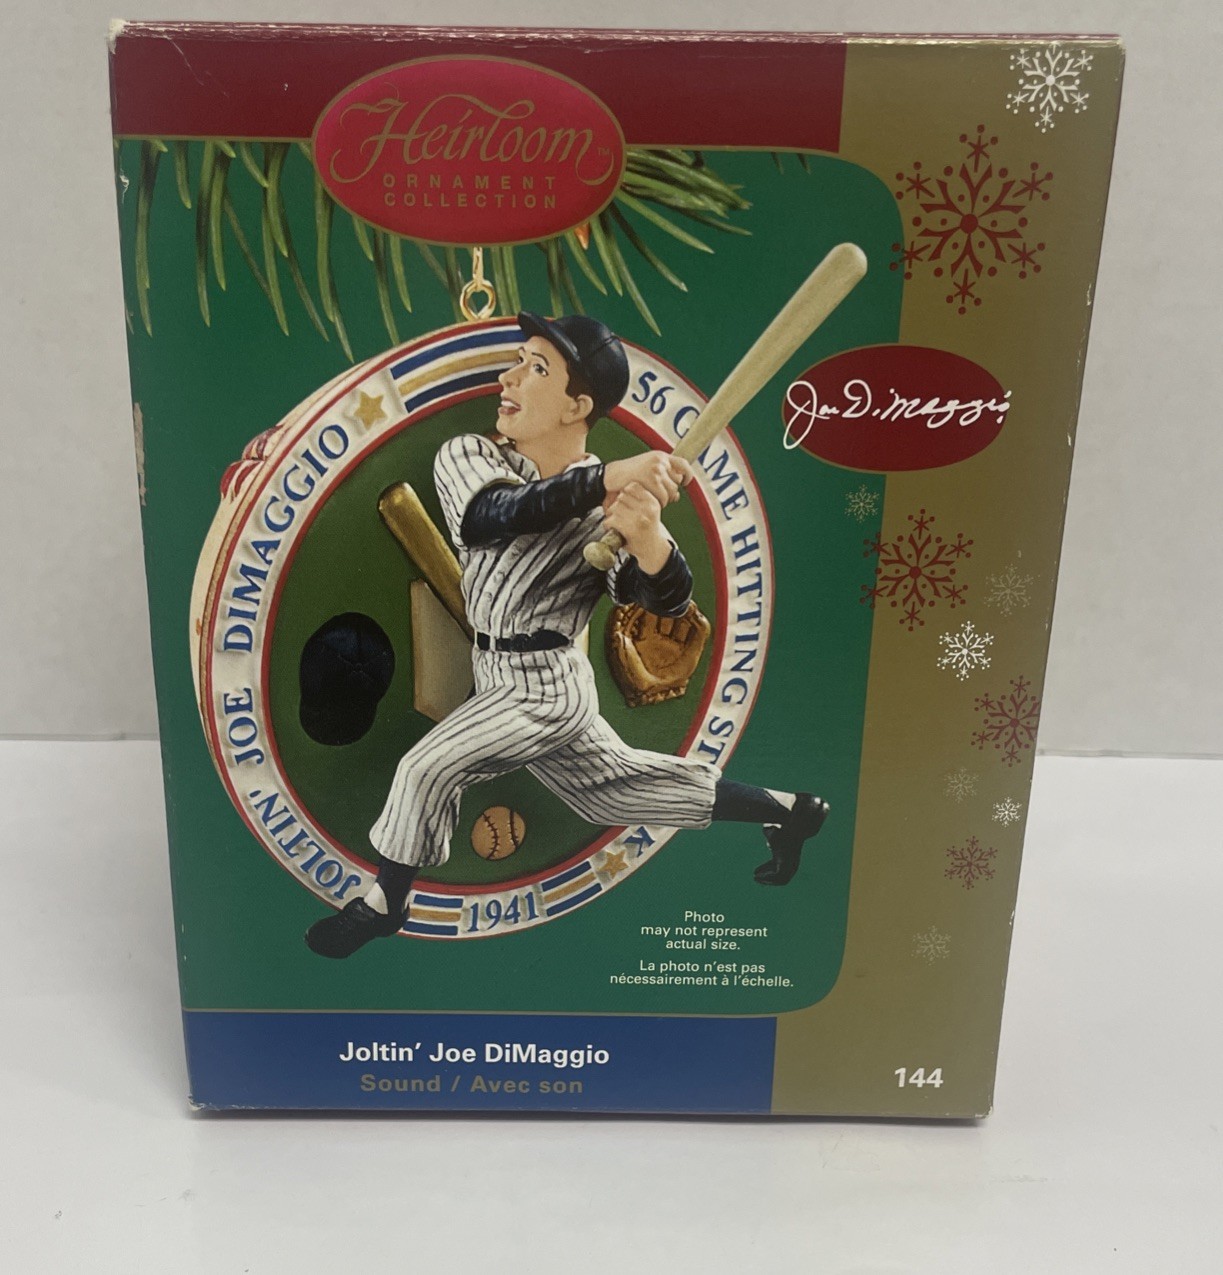 Heirloom™
ORNAMENT
COLLECTION
Joe DiMaggio
JOLTIN' JOE DIMAGGIO
56 GAME HITTING ST K
1941
Photo
may not represent
actual size.
La photo n'est pas
nécessairement à l'échelle.
Joltin' Joe DiMaggio
Sound / Avec son
144